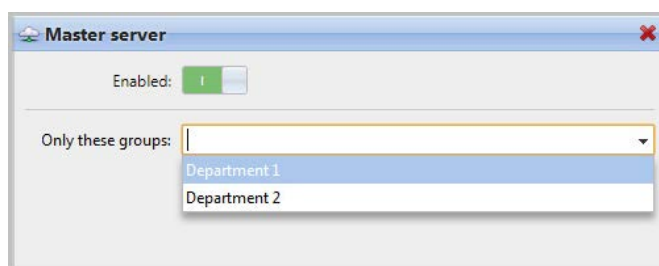 Master server
Enabled:
I
Only these groups:
Department 1
Department 2